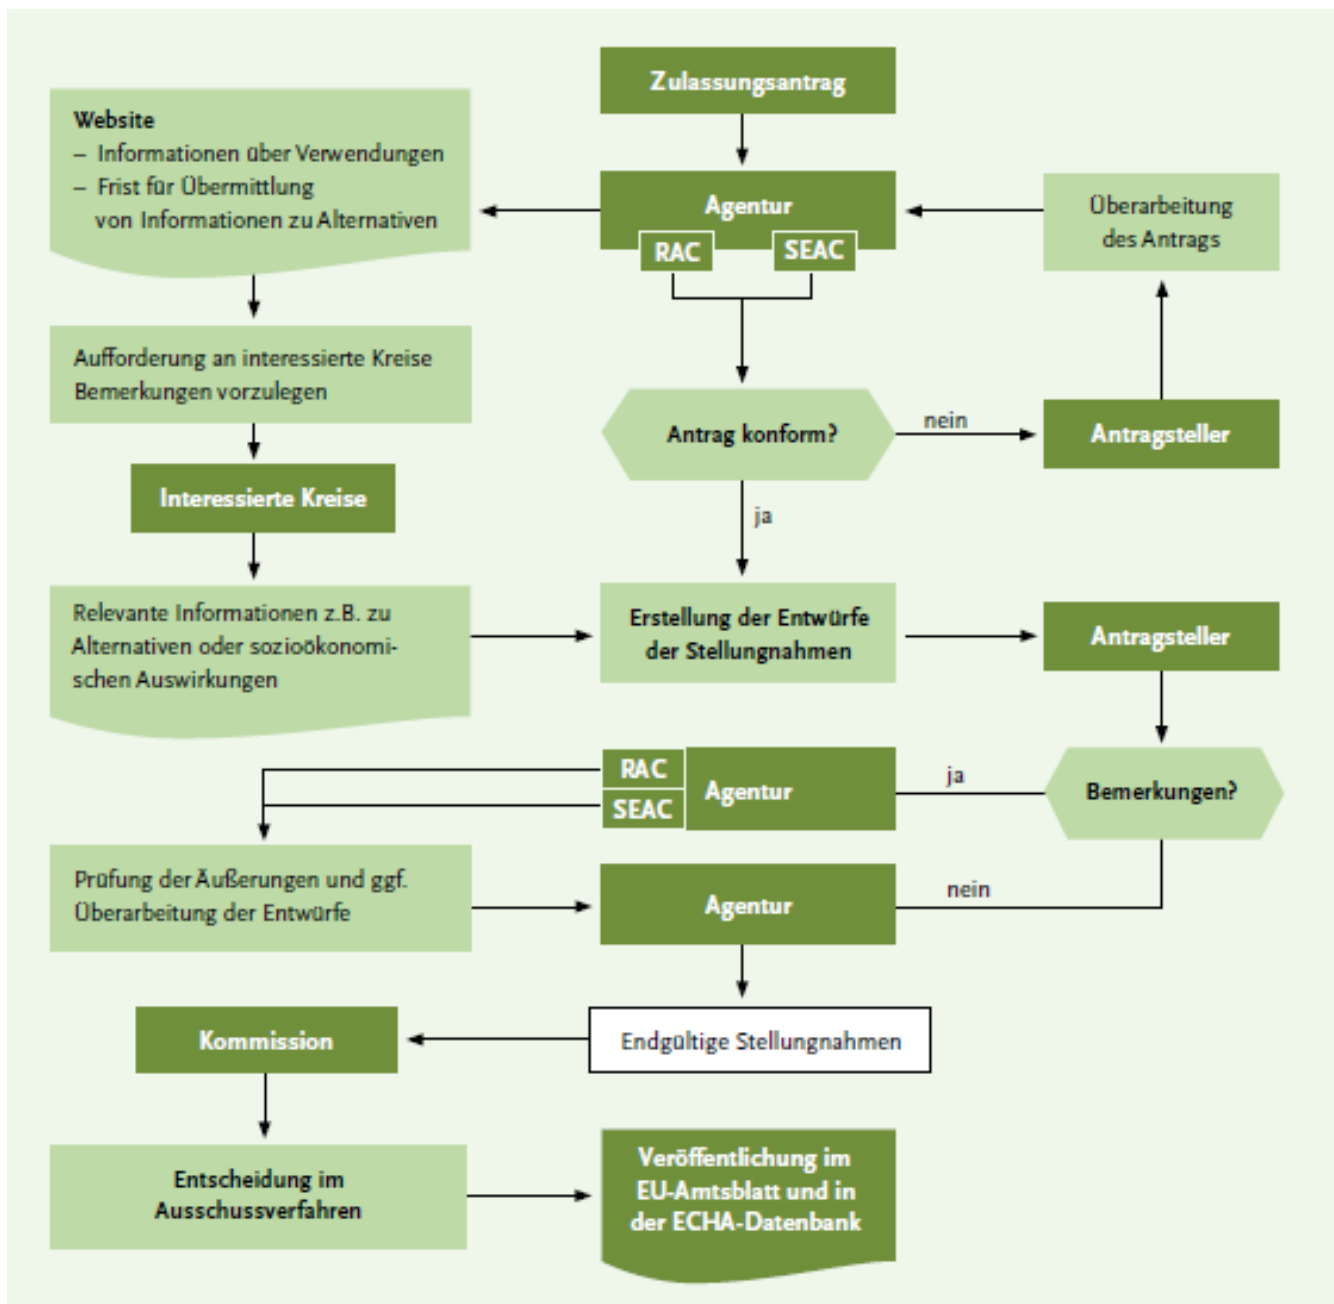 Zulassungsantrag
Website
– Informationen über Verwendungen
– Frist für Übermittlung
von Informationen zu Alternativen
Agentur
RAC
SEAC
Überarbeitung
des Antrags
Aufforderung an interessierte Kreise
Bemerkungen vorzulegen
Antrag konform?
nein
Antragsteller
Interessierte Kreise
ja
Relevante Informationen z.B. zu
Alternativen oder sozioökonomi-
schen Auswirkungen
Erstellung der Entwürfe
der Stellungnahmen
Antragsteller
RAC
SEAC
Agentur
ja
Bemerkungen?
Prüfung der Äußerungen und ggf.
Überarbeitung der Entwürfe
Agentur
nein
Kommission
Endgültige Stellungnahmen
Entscheidung im
Ausschussverfahren
Veröffentlichung im
EU-Amtsblatt und in
der ECHA-Datenbank